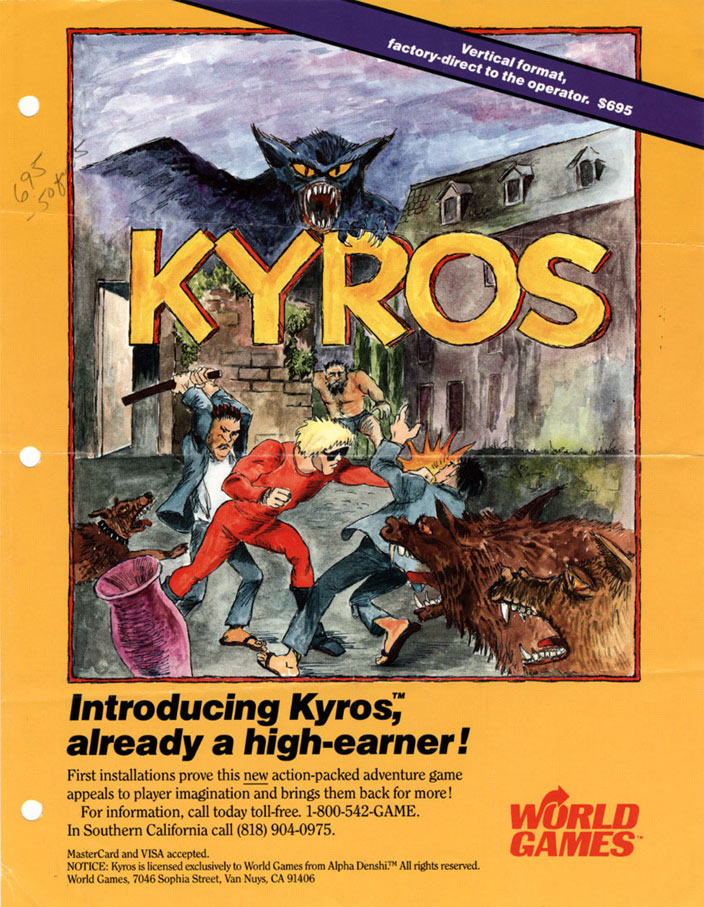 Vertical format,
factory-direct to the operator. $695
695
KYROS
Introducing Kyros,™
already a high-earner!
First installations prove this new action-packed adventure game
appeals to player imagination and brings them back for more!
For information, call today toll-free. 1-800-542-GAME.
In Southern California call (818) 904-0975.
MasterCard and VISA accepted.
NOTICE: Kyros is licensed exclusively to World Games from Alpha Denshi.™ All rights reserved.
World Games, 7046 Sophia Street, Van Nuys, CA 91406
WORLD
GAMES™